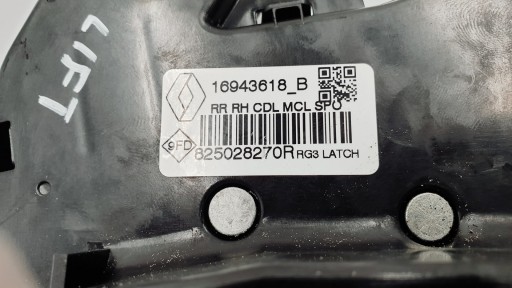 LIFT
16943618_B
RR RH CDL MCL SPO
9FD
825028270R RG3 LATCH